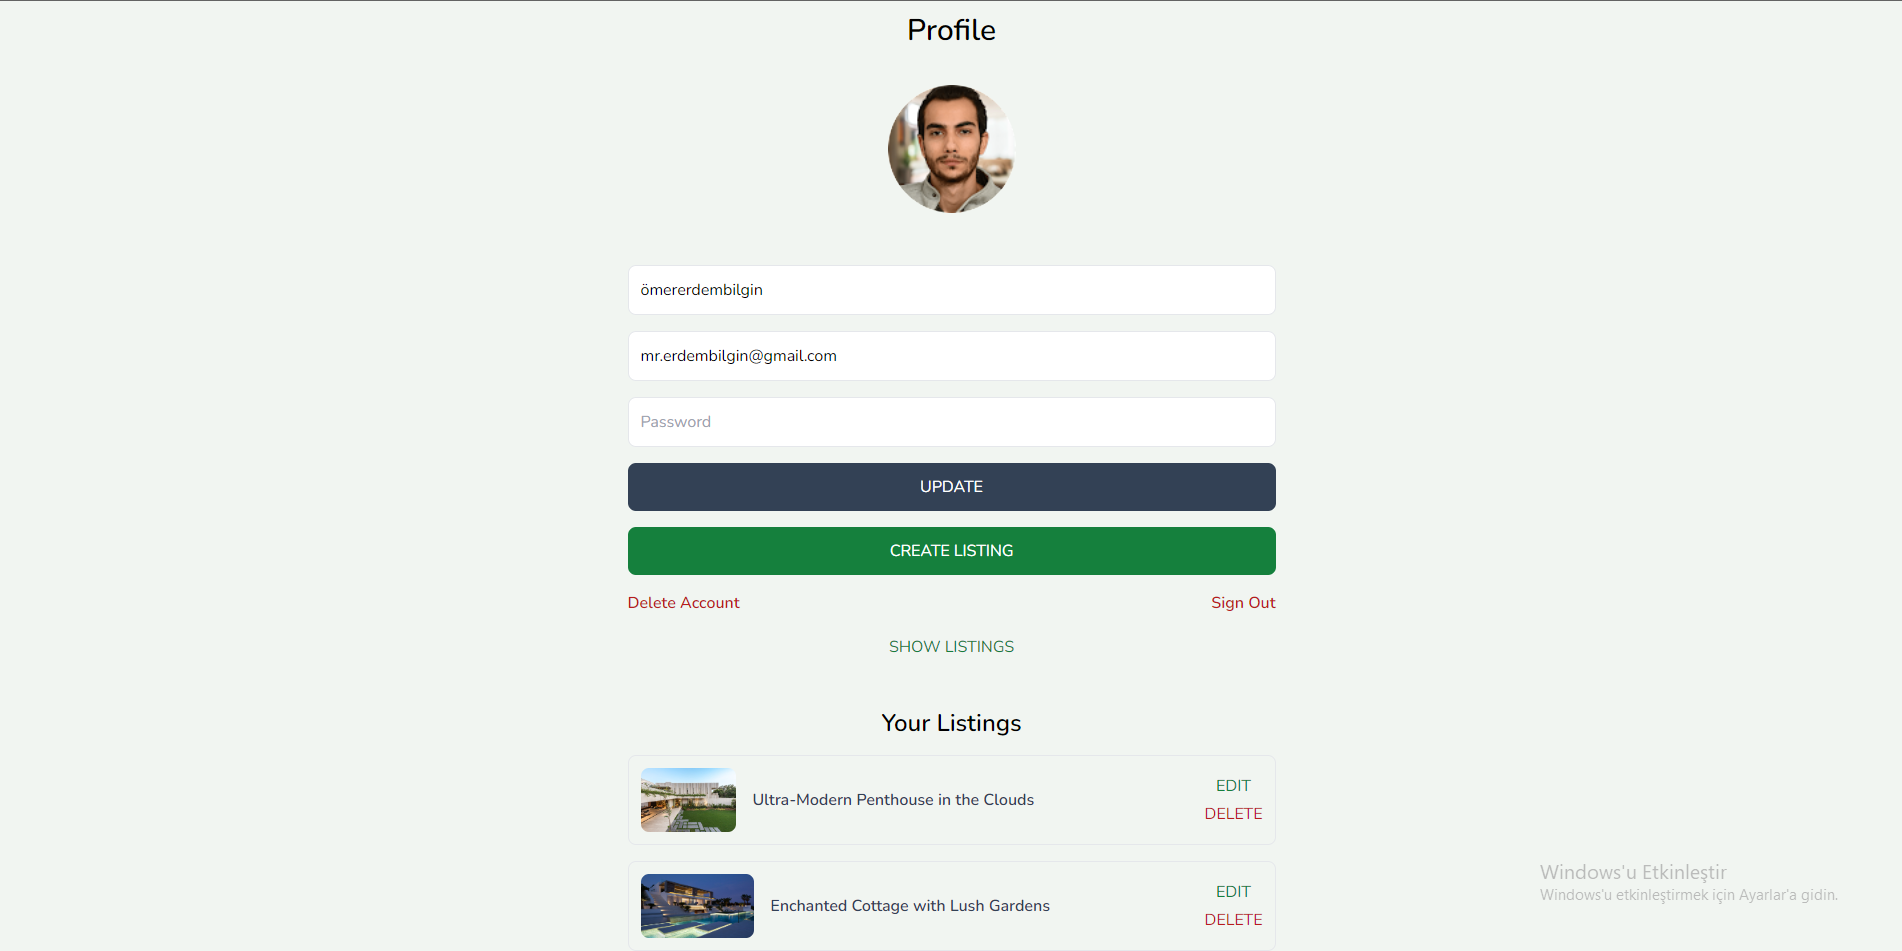 Profile
ömererdembilgin
mr.erdembilgin@gmail.com
Password
UPDATE
CREATE LISTING
Delete Account
Sign Out
SHOW LISTINGS
Your Listings
Ultra-Modern Penthouse in the Clouds
EDIT
DELETE
Enchanted Cottage with Lush Gardens
EDIT
DELETE
Windows'u Etkinleştir
Windows'u etkinleştirmek için Ayarlar'a gidin.